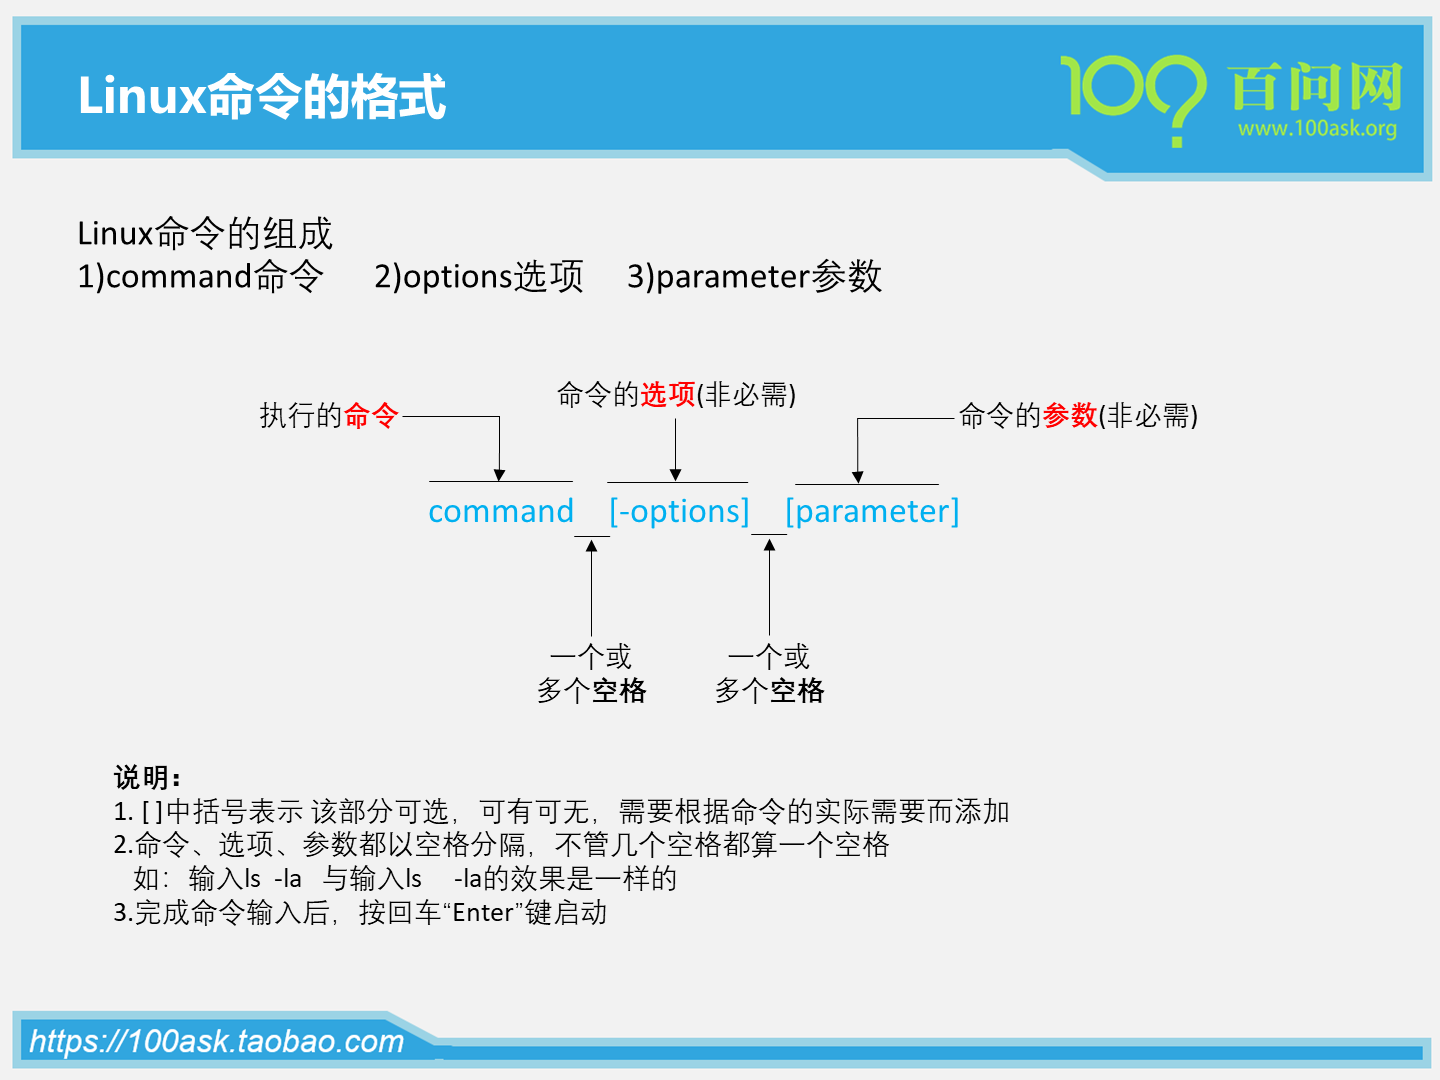 Linux命令的格式
100? 百问网
www.100ask.org
Linux命令的组成
1)command命令 2)options选项 3)parameter参数
命令的选项(非必需)
执行的命令
命令的参数(非必需)
command [-options] [parameter]
一个或
多个空格
一个或
多个空格
说明：
1. [ ]中括号表示 该部分可选，可有可无，需要根据命令的实际需要而添加
2.命令、选项、参数都以空格分隔，不管几个空格都算一个空格
如：输入ls -la 与输入ls -la的效果是一样的
3.完成命令输入后，按回车“Enter”键启动
https://100ask.taobao.com